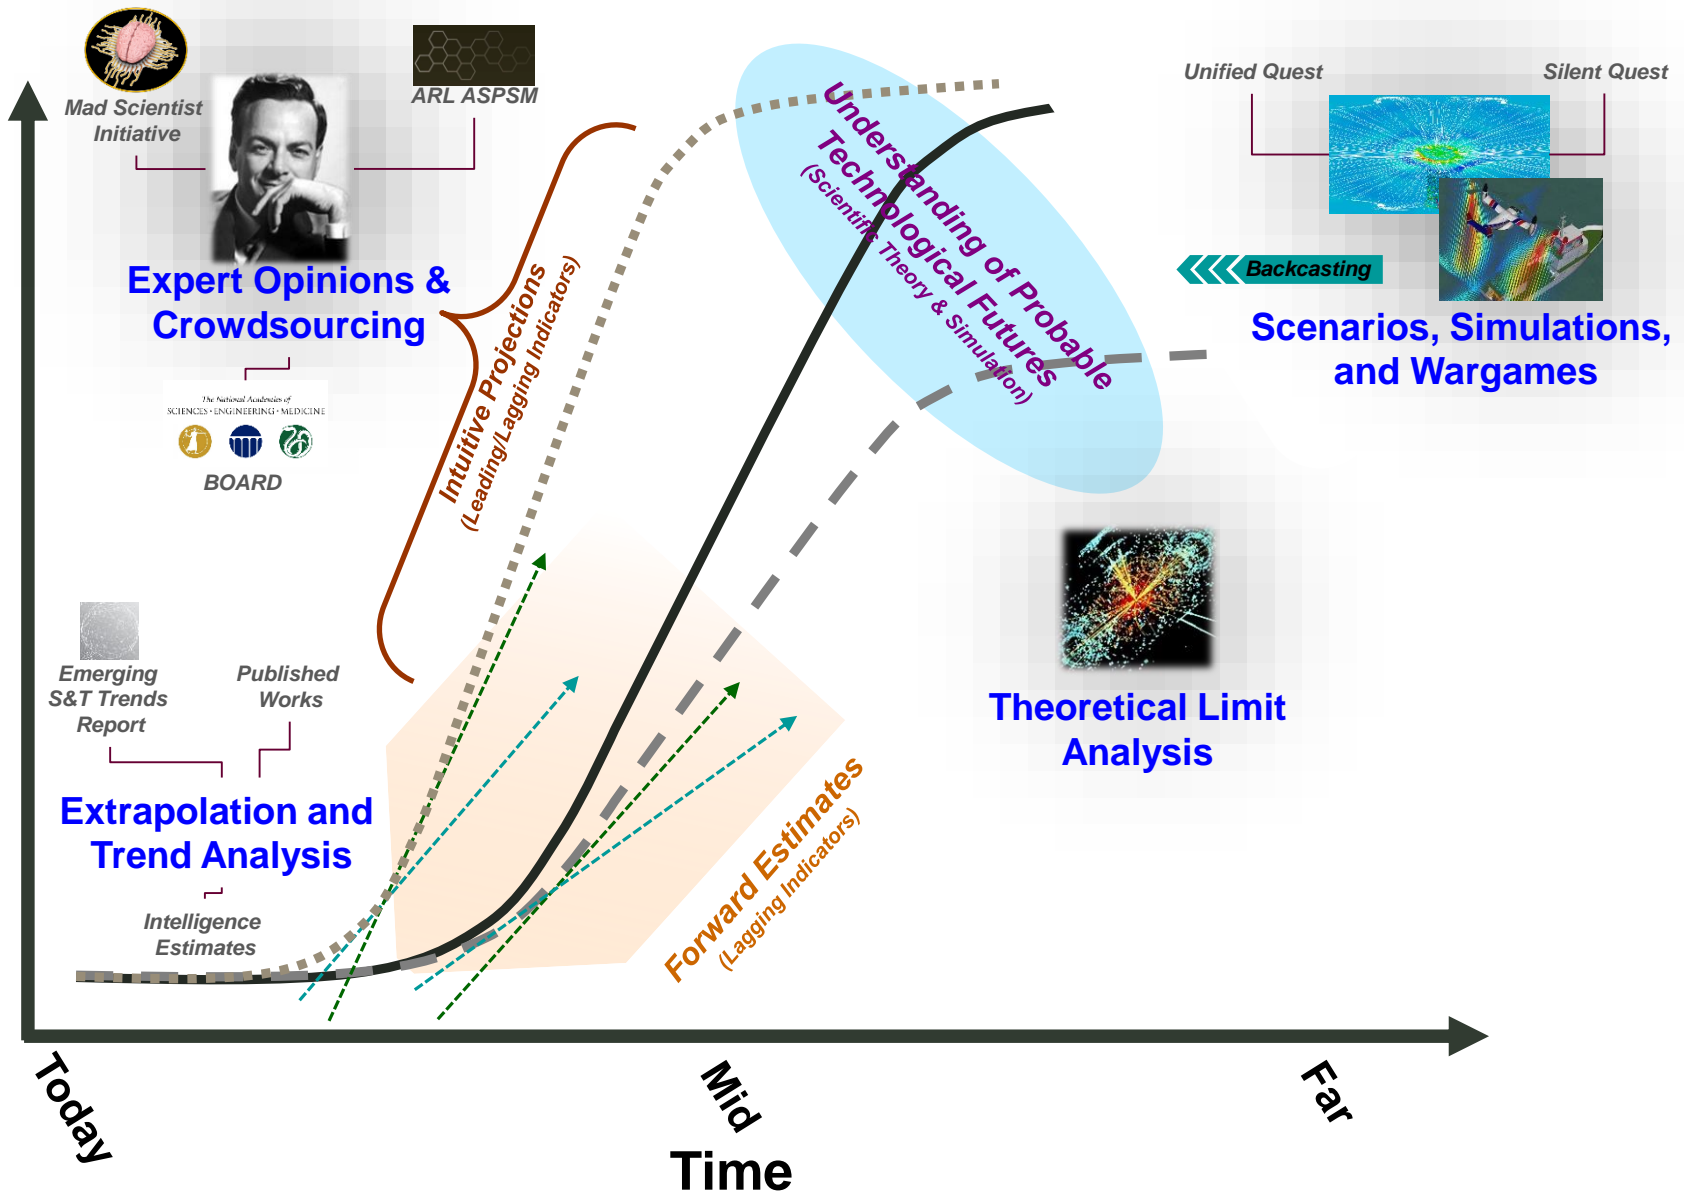 Mad Scientist
Initiative
ARL ASPSM
Expert Opinions &
Crowdsourcing
The National Academies of
SCIENCES • ENGINEERING • MEDICINE
BOARD
Intuitive Projections
(Leading/Lagging Indicators)
Understanding of Probable
Technological Futures
(Scientific Theory & Simulation)
Unified Quest
Silent Quest
Backcasting
Scenarios, Simulations,
and Wargames
Theoretical Limit
Analysis
Emerging
S&T Trends
Report
Published
Works
Extrapolation and
Trend Analysis
Intelligence
Estimates
Forward Estimates
(Lagging Indicators)
Today
Mid
Far
Time